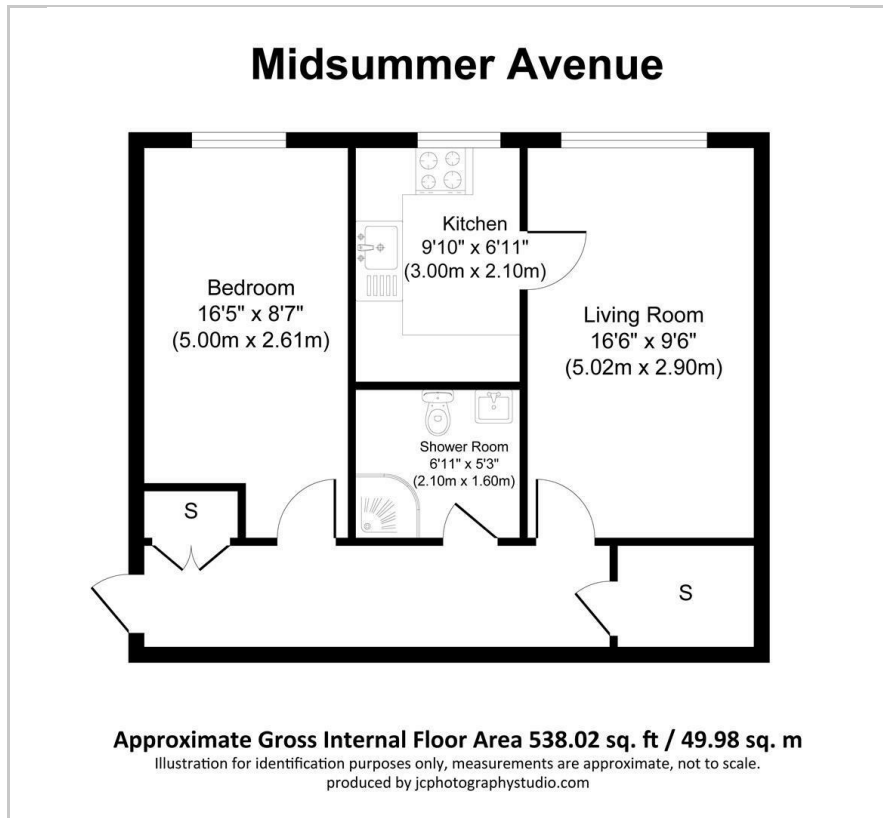 Midsummer Avenue
Kitchen
9'10" x 6'11"
(3.00m x 2.10m)
Bedroom
16'5" x 8'7"
(5.00m x 2.61m)
Living Room
16'6" x 9'6"
(5.02m x 2.90m)
Shower Room
6'11" x 5'3"
(2.10m x 1.60m)
S
S
Approximate Gross Internal Floor Area 538.02 sq. ft / 49.98 sq. m
Illustration for identification purposes only, measurements are approximate, not to scale.
produced by jcphotographystudio.com